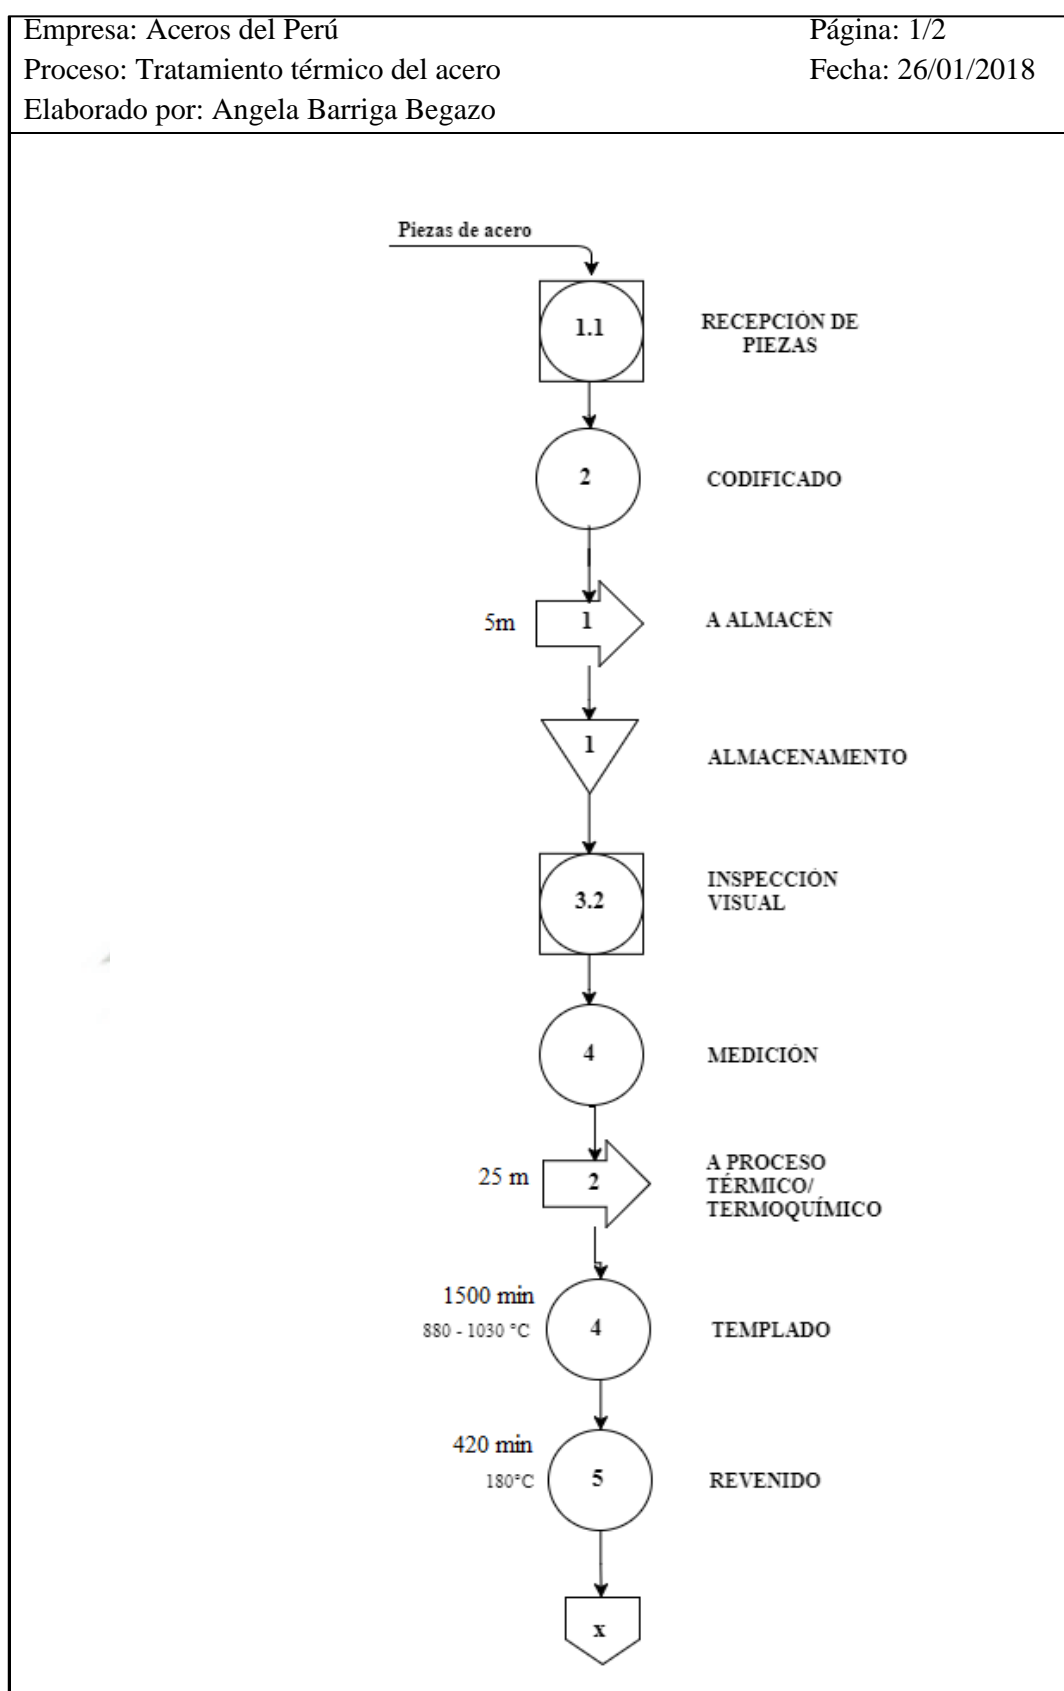 Empresa: Aceros del Perú
Página: 1/2
Proceso: Tratamiento térmico del acero
Fecha: 26/01/2018
Elaborado por: Angela Barriga Begazo
Piezas de acero
1.1
RECEPCIÓN DE
PIEZAS
2
CODIFICADO
5m
1
A ALMACÉN
1
ALMACENAMENTO
3.2
INSPECCIÓN
VISUAL
4
MEDICIÓN
25 m
2
A PROCESO
TÉRMICO/
TERMOQUÍMICO
1500 min
880 - 1030 °C
4
TEMPLADO
420 min
180°C
5
REVENIDO
x